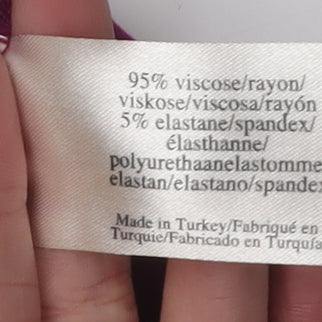 95% viscose/rayon/
viskose/viscosa/rayón
5% elastane/spandex/
élasthanne/
polyurethaanelastomme
elastan/elastano/spandex
Made in Turkey/Fabriqué en
Turquie/Fabricado en Turquía